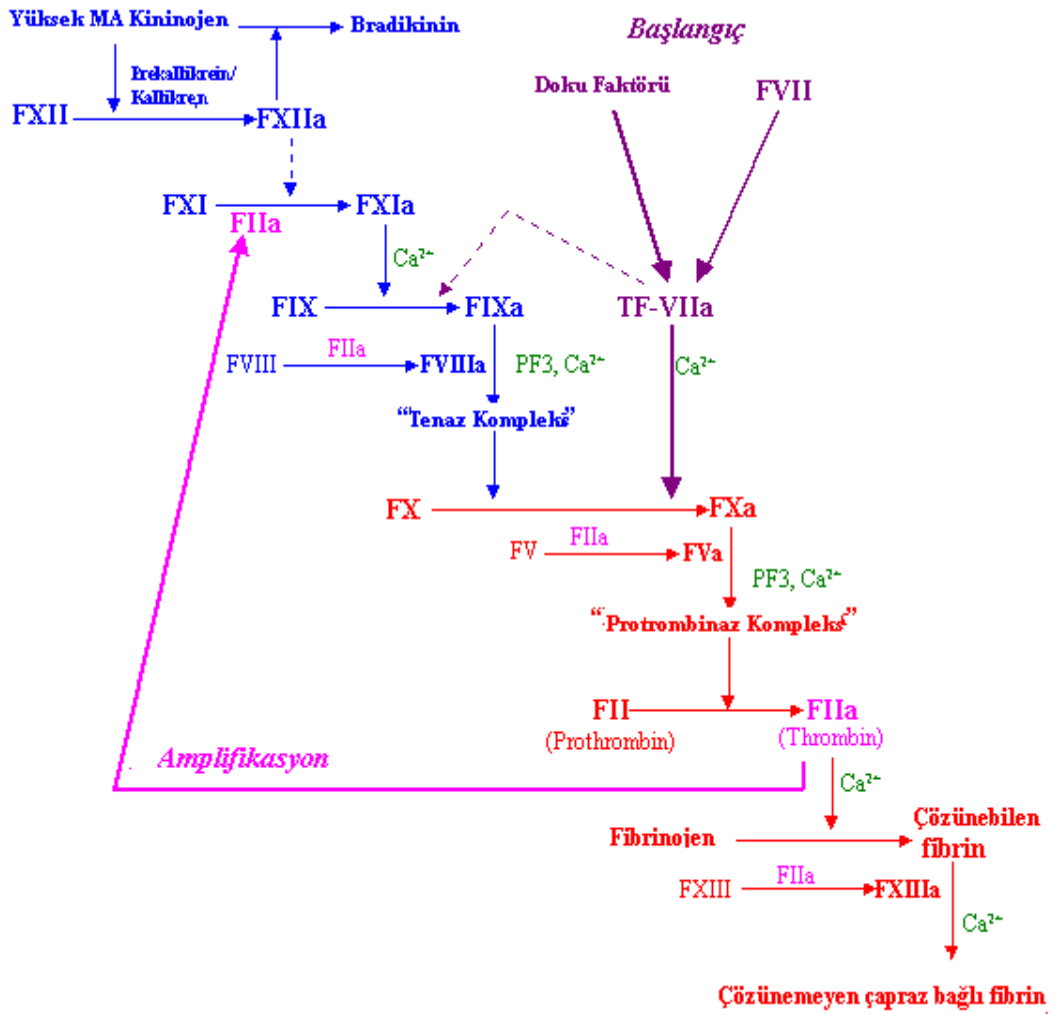 Yüksek MA Kininojen
Bradikinin
Başlangıç
Prekallikrein/
Kallikren
Doku Faktörü
FVII
FXII
FXIIa
FXI
FXIa
FIIa
Ca²⁺
FIX
FIXa
TF-VIIa
FVIII
FIIa
FVIIIa
PF3, Ca²⁺
Ca²⁺
“Tenaz Kompleks”
FX
FXa
FV
FIIa
FVa
PF3, Ca²⁺
“Protrombinaz Kompleks”
FII
FIIa
(Prothrombin)
(Thrombin)
Amplifikasyon
Ca²⁺
Fibrinojen
Çözünebilen
fibrin
FXIII
FIIa
FXIIIa
Ca²⁺
Çözünemeyen çapraz bağlı fibrin